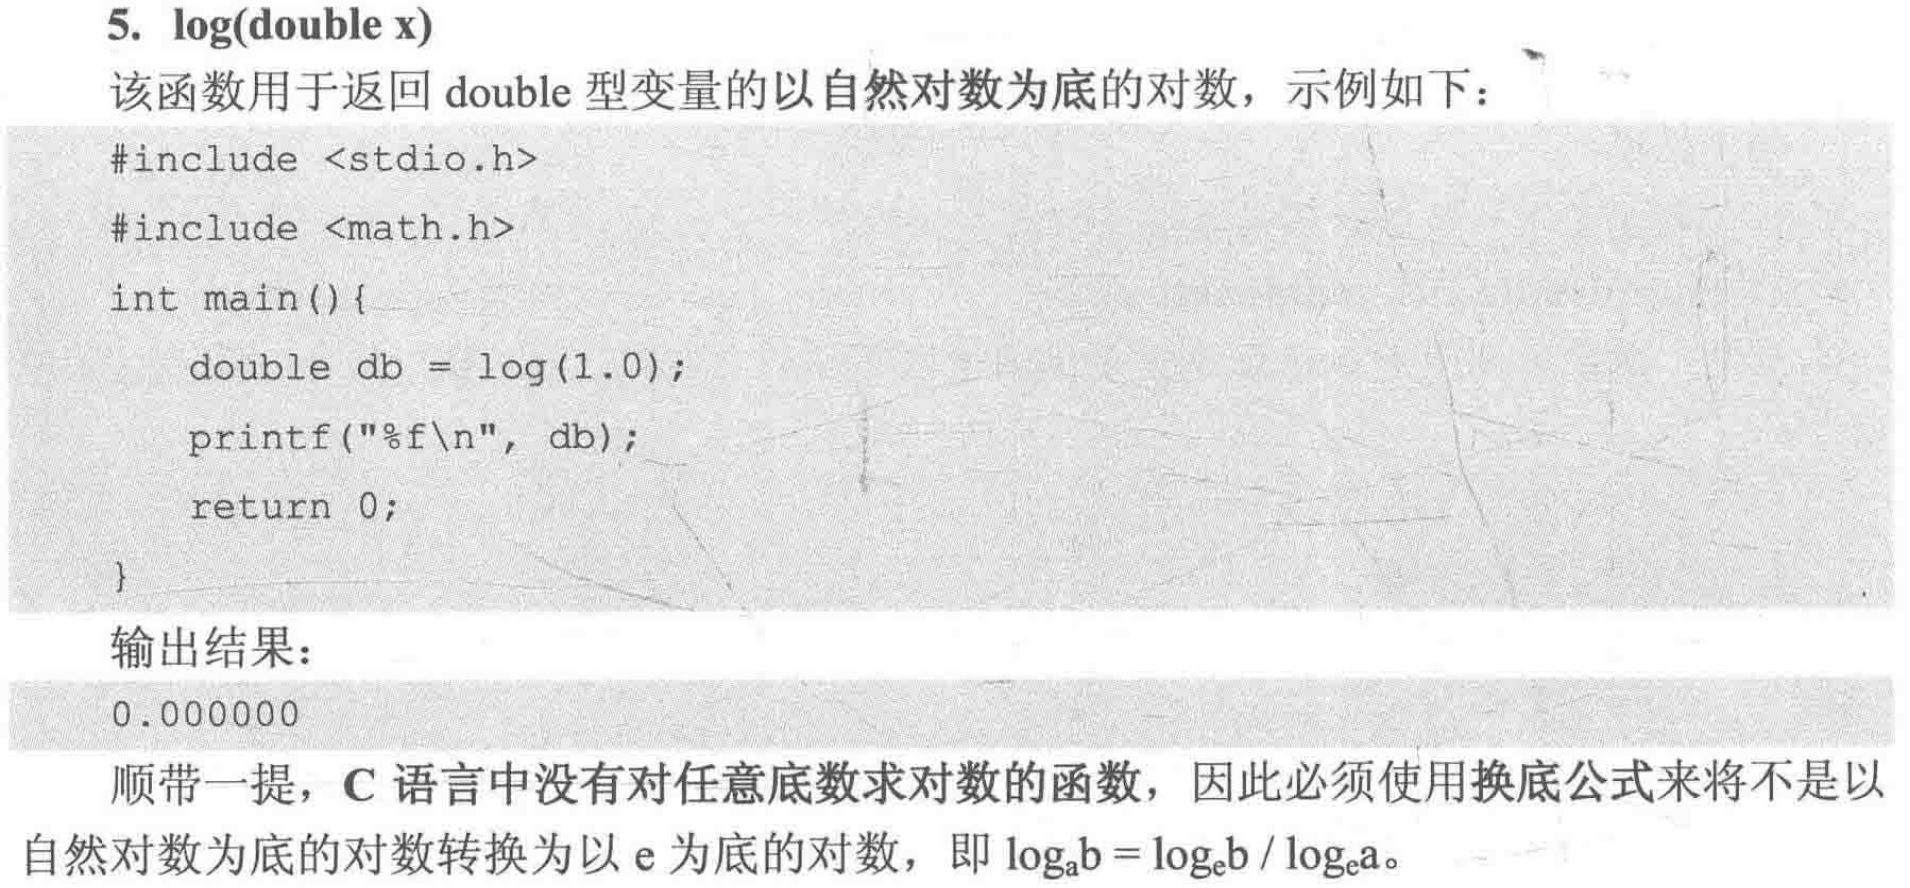 5. log(double x)
该函数用于返回 double 型变量的以自然对数为底的对数，示例如下：
#include <stdio.h>
#include <math.h>
int main(){
double db = log(1.0);
printf("%f\n", db);
return 0;
}
输出结果：
0.000000
顺带一提，C 语言中没有对任意底数求对数的函数，因此必须使用换底公式来将不是以
自然对数为底的对数转换为以 e 为底的对数，即 logₐb = logₑb / logₑa。